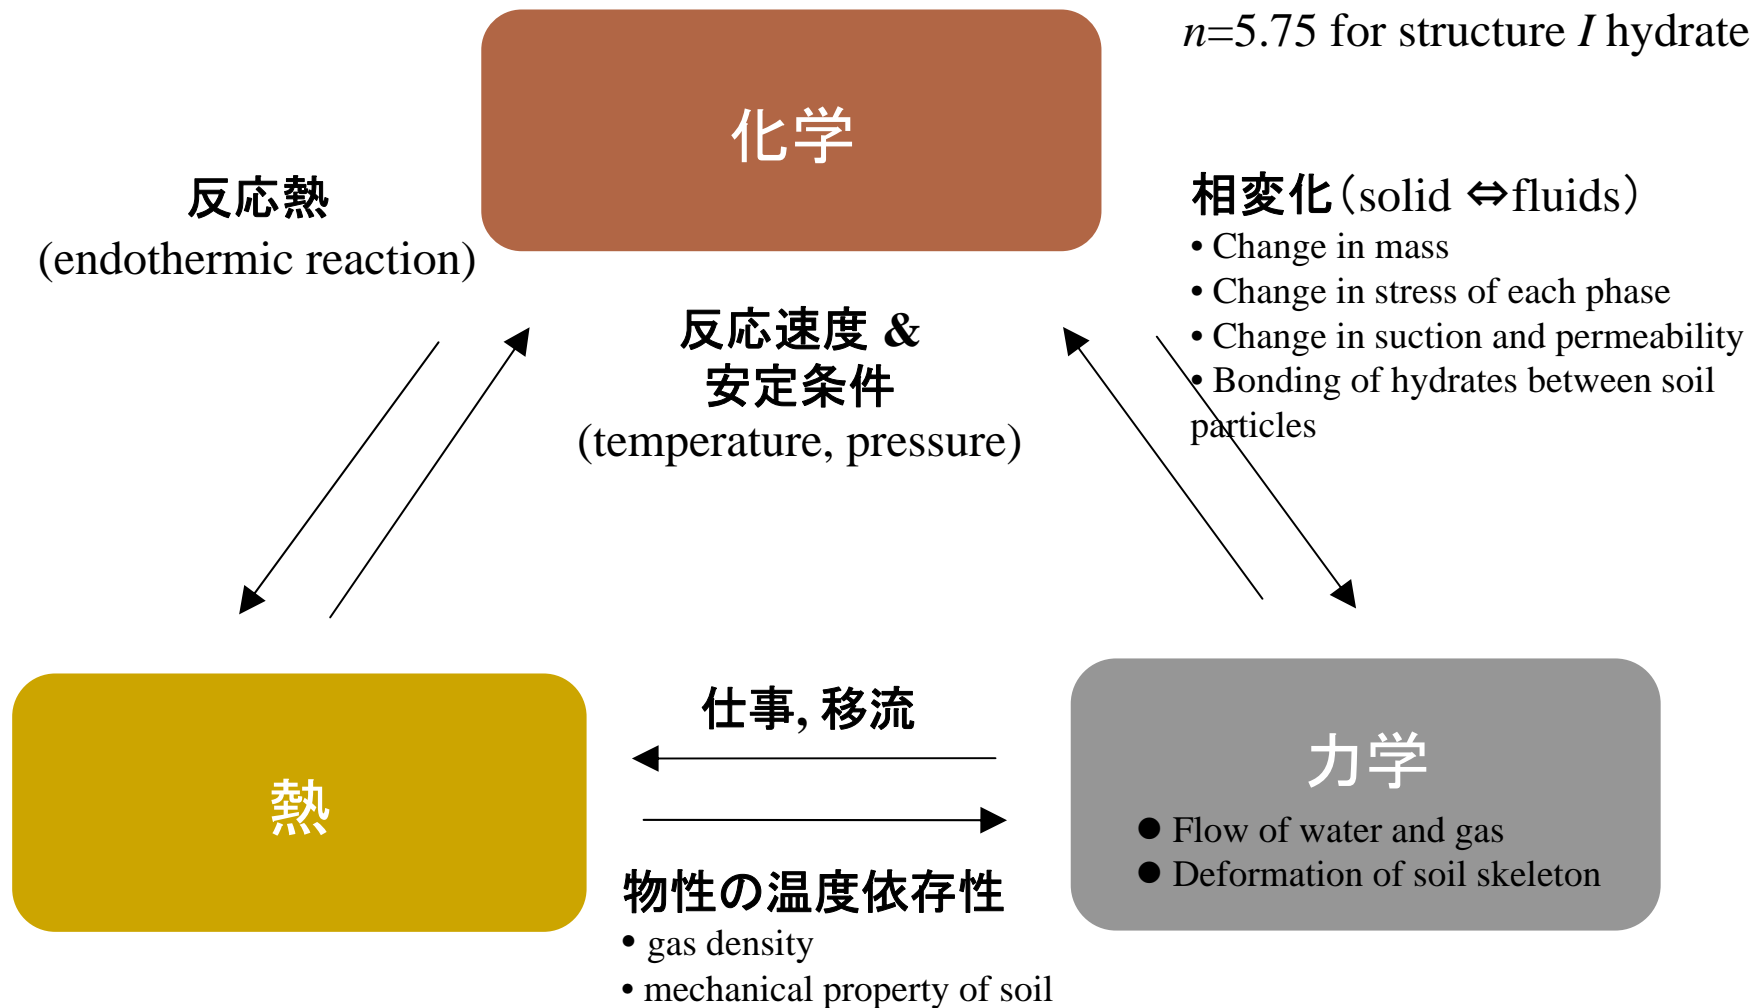 n=5.75 for structure I hydrate
化学
反応熱
(endothermic reaction)
相変化（solid ⇔fluids）
• Change in mass
• Change in stress of each phase
• Change in suction and permeability
• Bonding of hydrates between soil
particles
反応速度 &
安定条件
(temperature, pressure)
熱
仕事, 移流
力学
● Flow of water and gas
● Deformation of soil skeleton
物性の温度依存性
• gas density
• mechanical property of soil